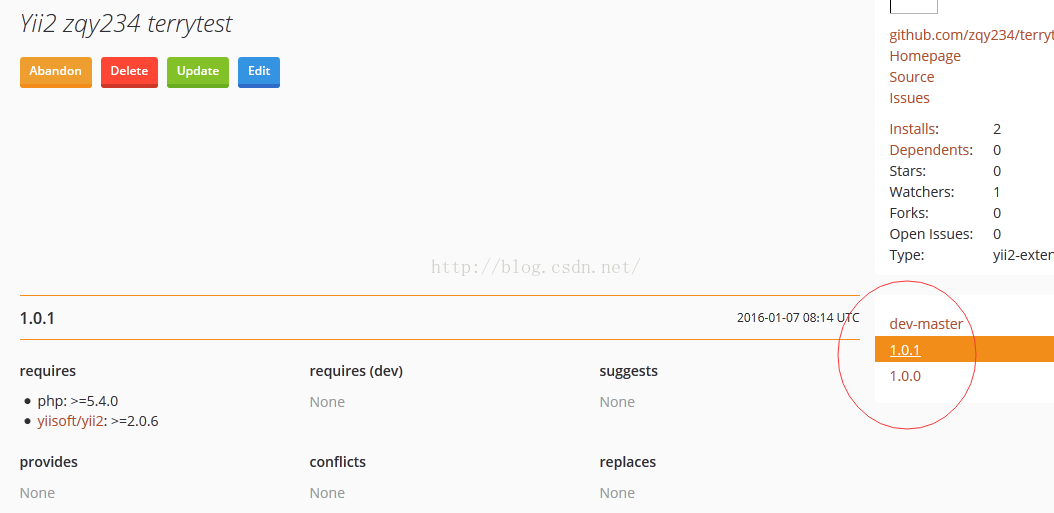 Yii2 zqy234 terrytest
Abandon Delete Update Edit
http://blog.csdn.net/
1.0.1 2016-01-07 08:14 UTC
requires requires (dev) suggests
php: >=5.4.0 None None
yiisoft/yii2: >=2.0.6
provides conflicts replaces
None None None
github.com/zqy234/terryt
Homepage
Source
Issues
Installs: 2
Dependents: 0
Stars: 0
Watchers: 1
Forks: 0
Open Issues: 0
Type: yii2-exten
dev-master
1.0.1
1.0.0